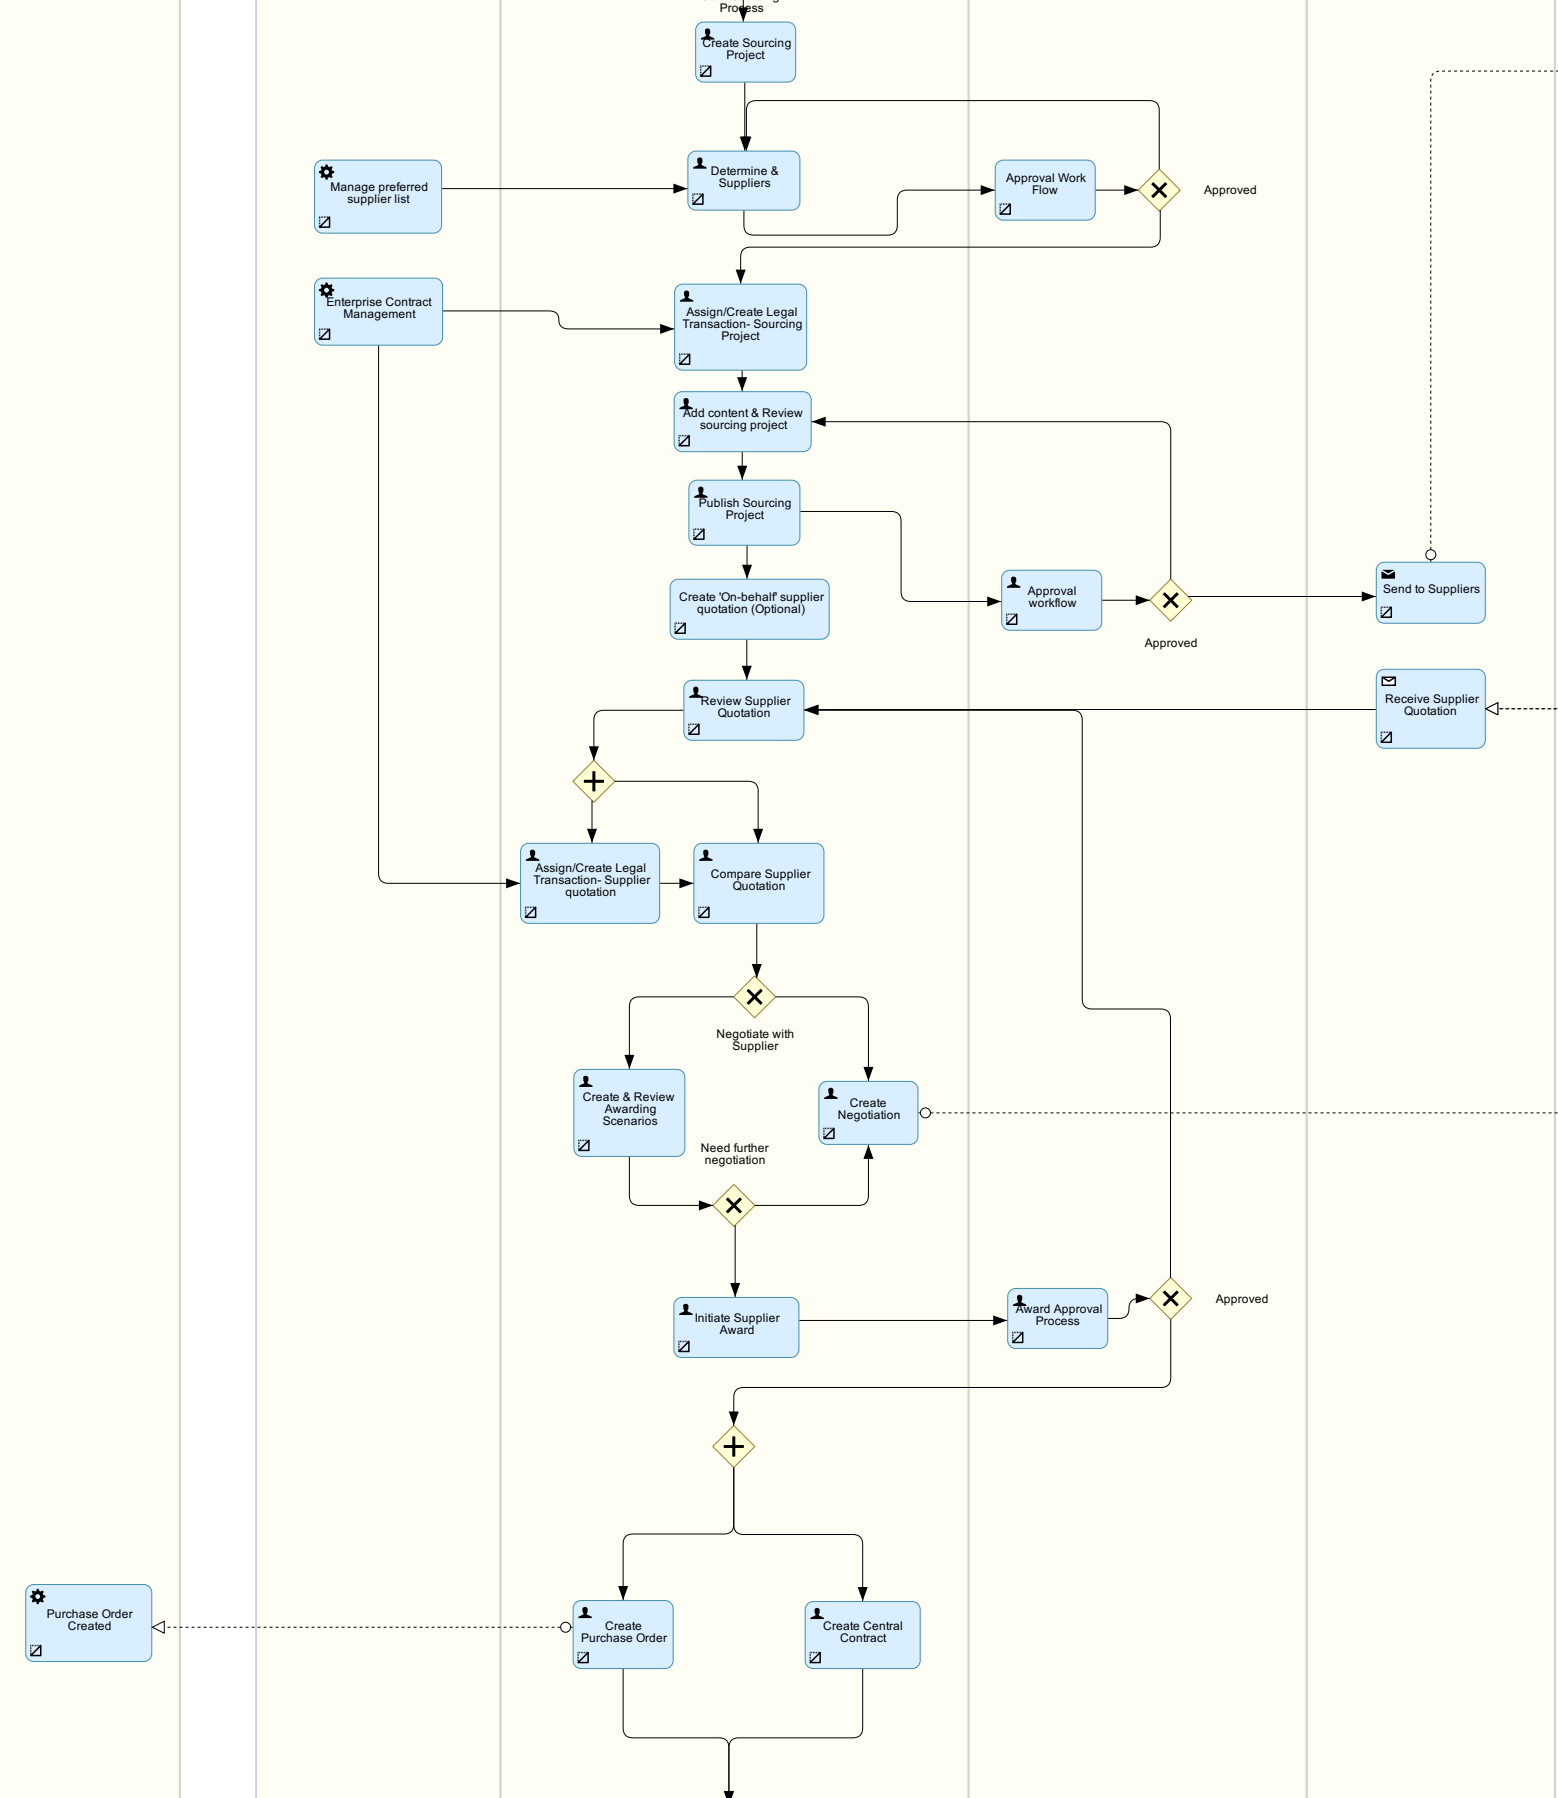 Process
Create Sourcing
Project
Manage preferred
supplier list
Determine &
Suppliers
Approval Work
Flow
Approved
Enterprise Contract
Management
Assign/Create Legal
Transaction- Sourcing
Project
Add content & Review
sourcing project
Publish Sourcing
Project
Create 'On-behalf' supplier
quotation (Optional)
Approval
workflow
Approved
Send to Suppliers
Review Supplier
Quotation
Receive Supplier
Quotation
Assign/Create Legal
Transaction- Supplier
quotation
Compare Supplier
Quotation
Negotiate with
Supplier
Create & Review
Awarding
Scenarios
Create
Negotiation
Need further
negotiation
Initiate Supplier
Award
Award Approval
Process
Approved
Purchase Order
Created
Create
Purchase Order
Create Central
Contract